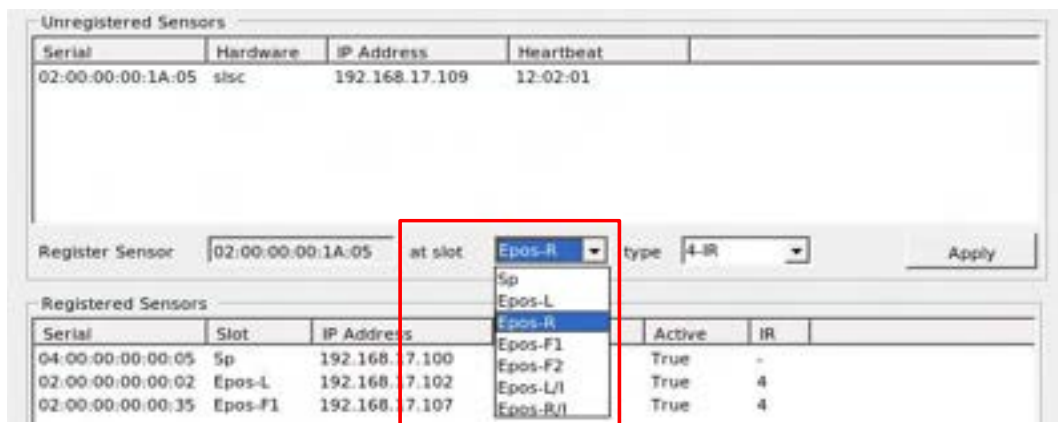 Unregistered Sensors
Serial Hardware IP Address Heartbeat
02:00:00:00:1A:05 slsc 192.168.17.109 12:02:01
Register Sensor 02:00:00:00:1A:05 at slot Epos-R type 4-IR Apply
Sp
Epos-L
Epos-R
Epos-F1
Epos-F2
Epos-L/I
Epos-R/I
Registered Sensors
Serial Slot IP Address Active IR
04:00:00:00:00:05 Sp 192.168.17.100 True -
02:00:00:00:00:02 Epos-L 192.168.17.102 True 4
02:00:00:00:00:35 Epos-F1 192.168.17.107 True 4